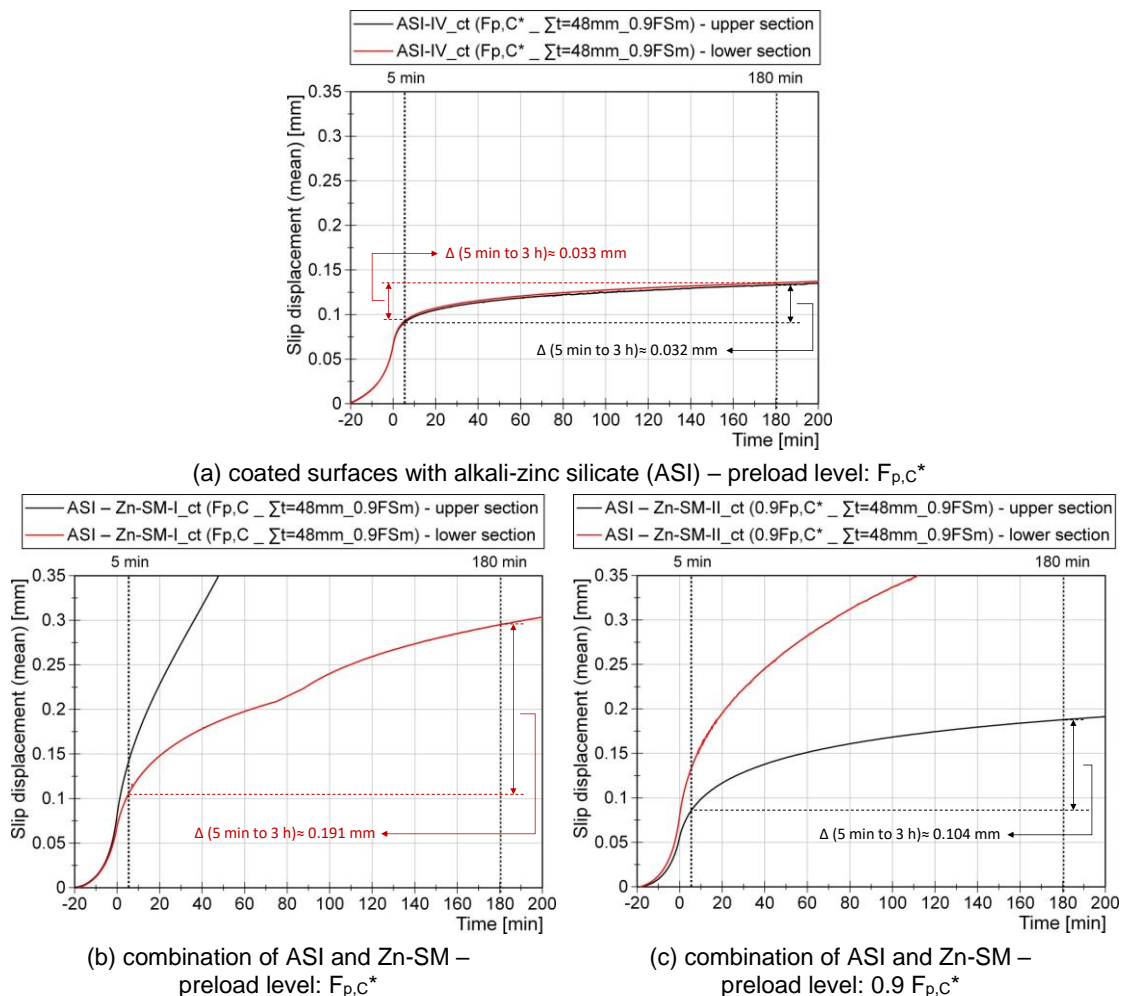 ASI-IV_ct (Fp,C* _ ∑t=48mm_0.9FSm) - upper section
ASI-IV_ct (Fp,C* _ ∑t=48mm_0.9FSm) - lower section
5 min
180 min
0.35
0.3
0.25
0.2
0.15
0.1
0.05
0
Slip displacement (mean) [mm]
Δ (5 min to 3 h)≈ 0.033 mm
Δ (5 min to 3 h)≈ 0.032 mm
-20 0 20 40 60 80 100 120 140 160 180 200
Time [min]
(a) coated surfaces with alkali-zinc silicate (ASI) – preload level: Fp,C*
ASI – Zn-SM-I_ct (Fp,C _ ∑t=48mm_0.9FSm) - upper section
ASI – Zn-SM-I_ct (Fp,C _ ∑t=48mm_0.9FSm) - lower section
5 min
180 min
0.35
0.3
0.25
0.2
0.15
0.1
0.05
0
Slip displacement (mean) [mm]
Δ (5 min to 3 h)≈ 0.191 mm
-20 0 20 40 60 80 100 120 140 160 180 200
Time [min]
(b) combination of ASI and Zn-SM –
preload level: Fp,C*
ASI – Zn-SM-II_ct (0.9Fp,C* _ ∑t=48mm_0.9FSm) - upper section
ASI – Zn-SM-II_ct (0.9Fp,C* _ ∑t=48mm_0.9FSm) - lower section
5 min
180 min
0.35
0.3
0.25
0.2
0.15
0.1
0.05
0
Slip displacement (mean) [mm]
Δ (5 min to 3 h)≈ 0.104 mm
-20 0 20 40 60 80 100 120 140 160 180 200
Time [min]
(c) combination of ASI and Zn-SM –
preload level: 0.9 Fp,C*